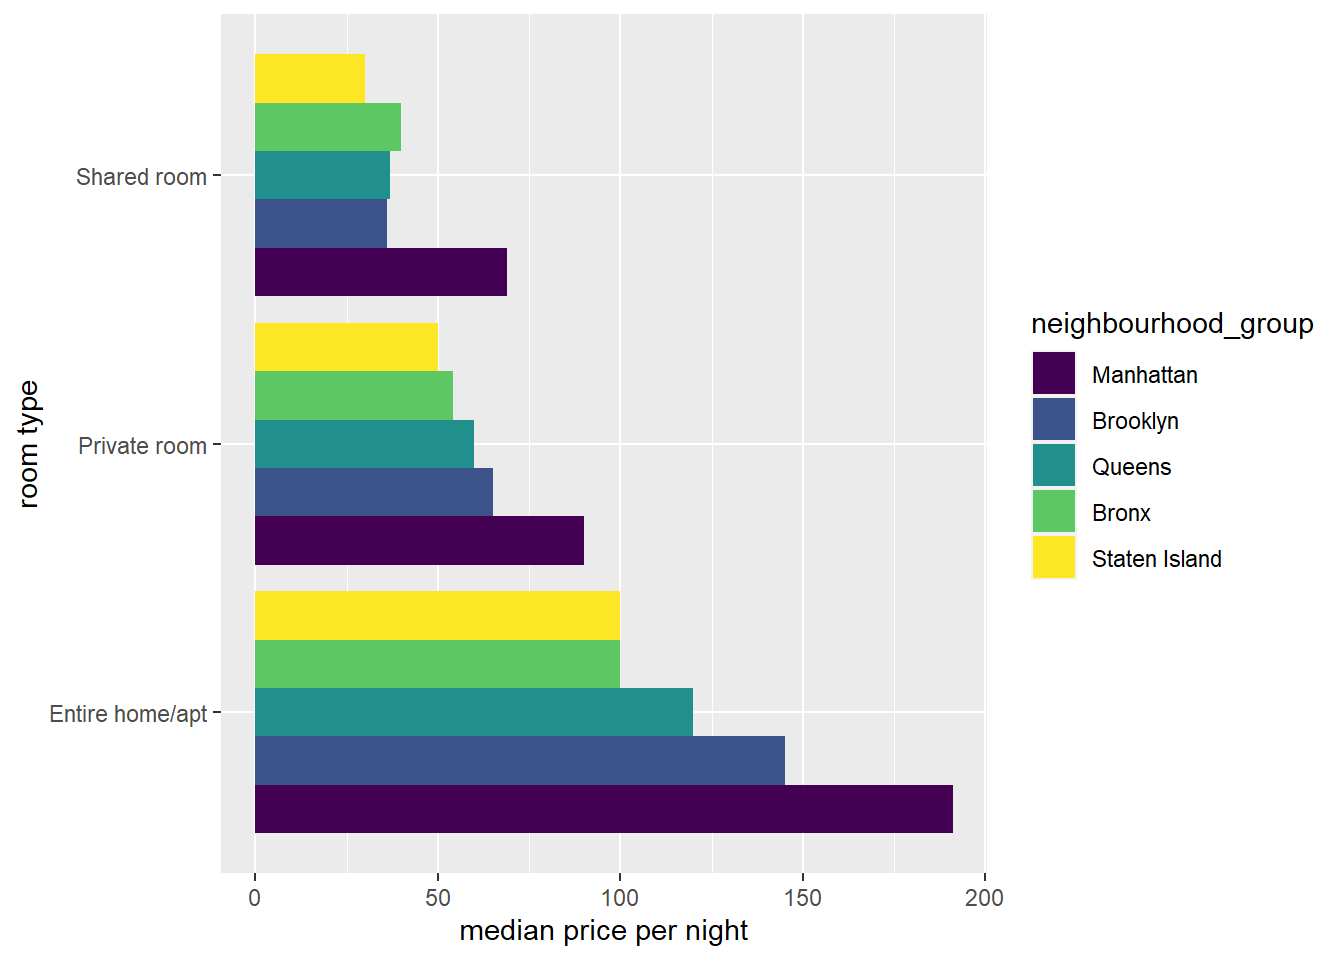 Shared room
Private room
Entire home/apt
room type
0 50 100 150 200
median price per night
neighbourhood_group
Manhattan
Brooklyn
Queens
Bronx
Staten Island